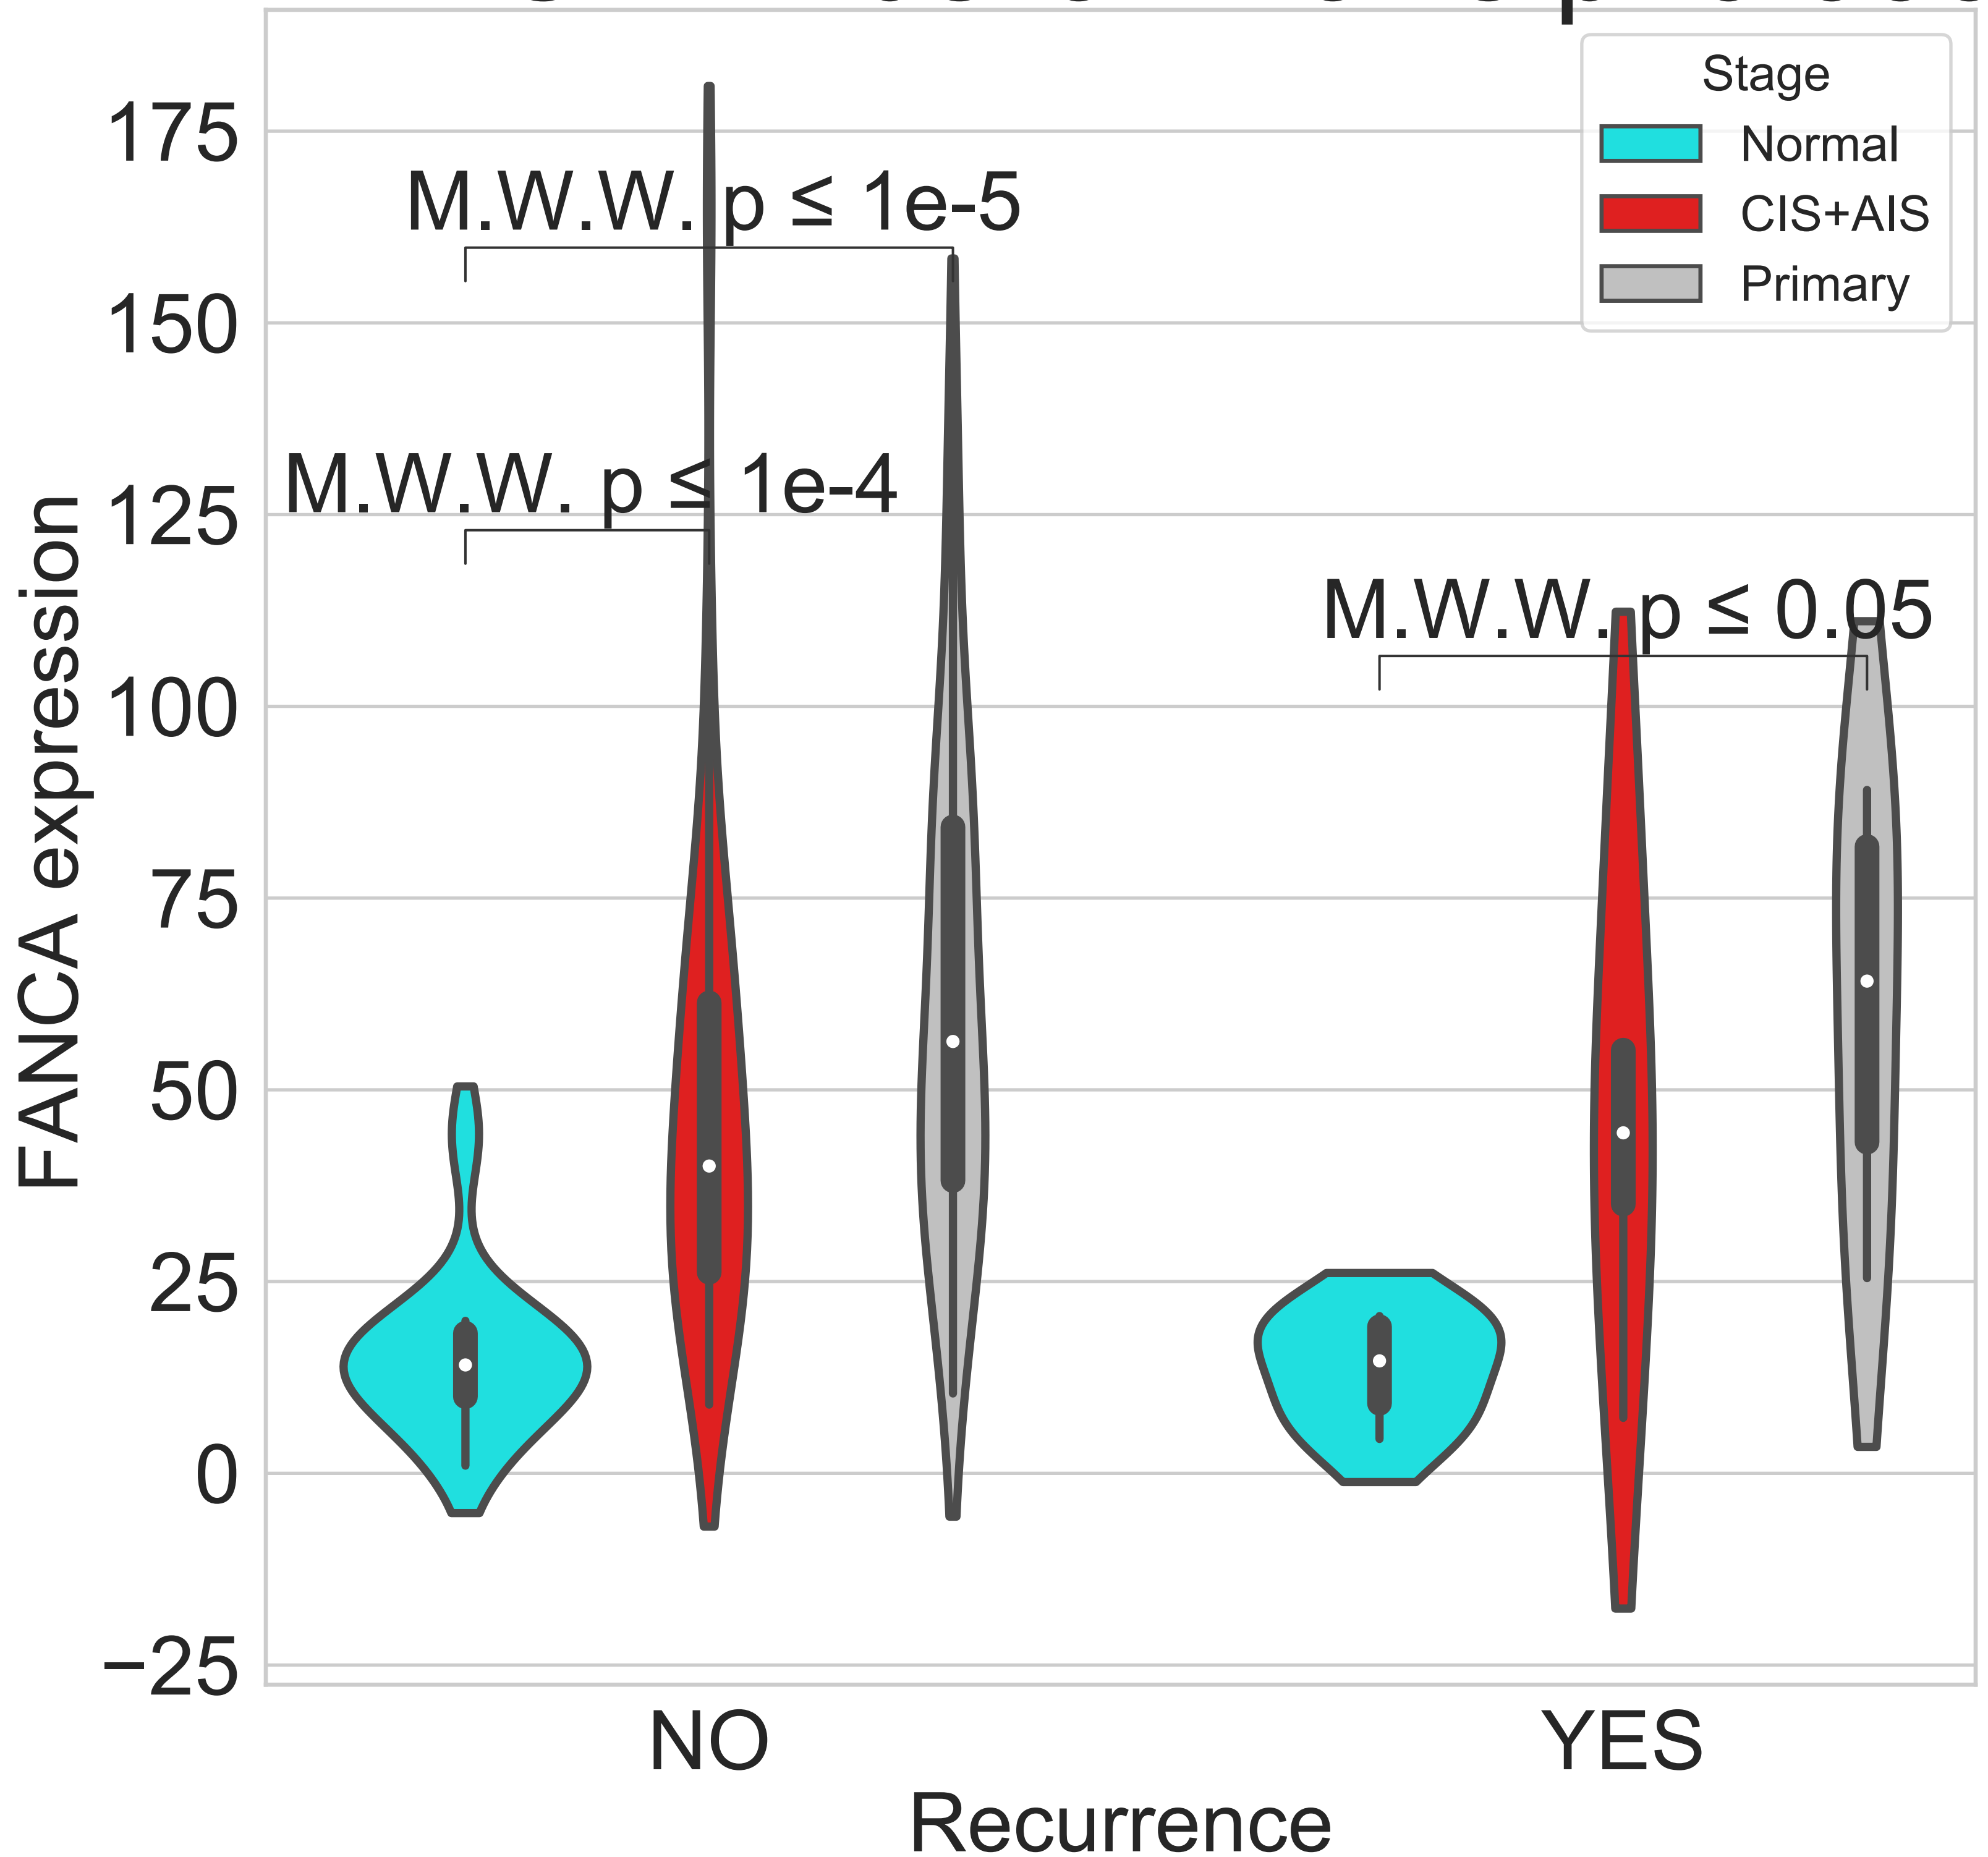 Stage
Normal
CIS+AIS
Primary
175
150
125
100
75
50
25
0
−25
FANCA expression
M.W.W. p ≤ 1e-5
M.W.W. p ≤ 1e-4
M.W.W. p ≤ 0.05
NO
YES
Recurrence